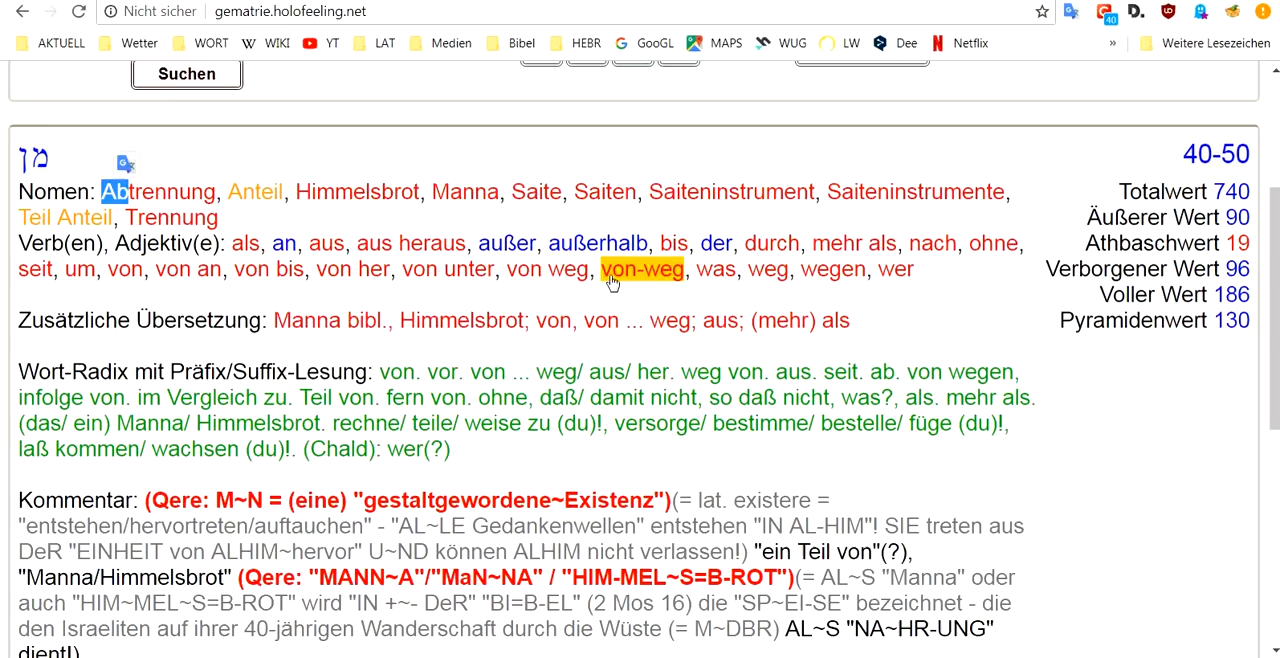 Nicht sicher | gematrie.holofeeling.net
40
AKTUELL Wetter WORT WIKI YT LAT Medien Bibel HEBR GooGL MAPS WUG LW Dee Netflix » Weitere Lesezeichen
Suchen
מן 40-50
Nomen: Abtrennung, Anteil, Himmelsbrot, Manna, Saite, Saiten, Saiteninstrument, Saiteninstrumente, Totalwert 740
Teil Anteil, Trennung Äußerer Wert 90
Verb(en), Adjektiv(e): als, an, aus, aus heraus, außer, außerhalb, bis, der, durch, mehr als, nach, ohne, Athbaschwert 19
seit, um, von, von an, von bis, von her, von unter, von weg, von-weg, was, weg, wegen, wer Verborgener Wert 96
Voller Wert 186
Zusätzliche Übersetzung: Manna bibl., Himmelsbrot; von, von ... weg; aus; (mehr) als Pyramidenwert 130
Wort-Radix mit Präfix/Suffix-Lesung: von. vor. von ... weg/ aus/ her. weg von. aus. seit. ab. von wegen,
infolge von. im Vergleich zu. Teil von. fern von. ohne, daß/ damit nicht, so daß nicht, was?, als. mehr als.
(das/ ein) Manna/ Himmelsbrot. rechne/ teile/ weise zu (du)!, versorge/ bestimme/ bestelle/ füge (du)!,
laß kommen/ wachsen (du)!. (Chald): wer(?)
Kommentar: (Qere: M~N = (eine) "gestaltgewordene~Existenz")(= lat. existere =
"entstehen/hervortreten/auftauchen" - "AL~LE Gedankenwellen" entstehen "IN AL-HIM"! SIE treten aus
DeR "EINHEIT von ALHIM~hervor" U~ND können ALHIM nicht verlassen!) "ein Teil von"(?),
"Manna/Himmelsbrot" (Qere: "MANN~A"/"MaN~NA" / "HIM-MEL~S=B-ROT")(= AL~S "Manna" oder
auch "HIM~MEL~S=B-ROT" wird "IN +~- DeR" "BI=B-EL" (2 Mos 16) die "SP~EI-SE" bezeichnet - die
den Israeliten auf ihrer 40-jährigen Wanderschaft durch die Wüste (= M~DBR) AL~S "NA~HR-UNG"
dient!)